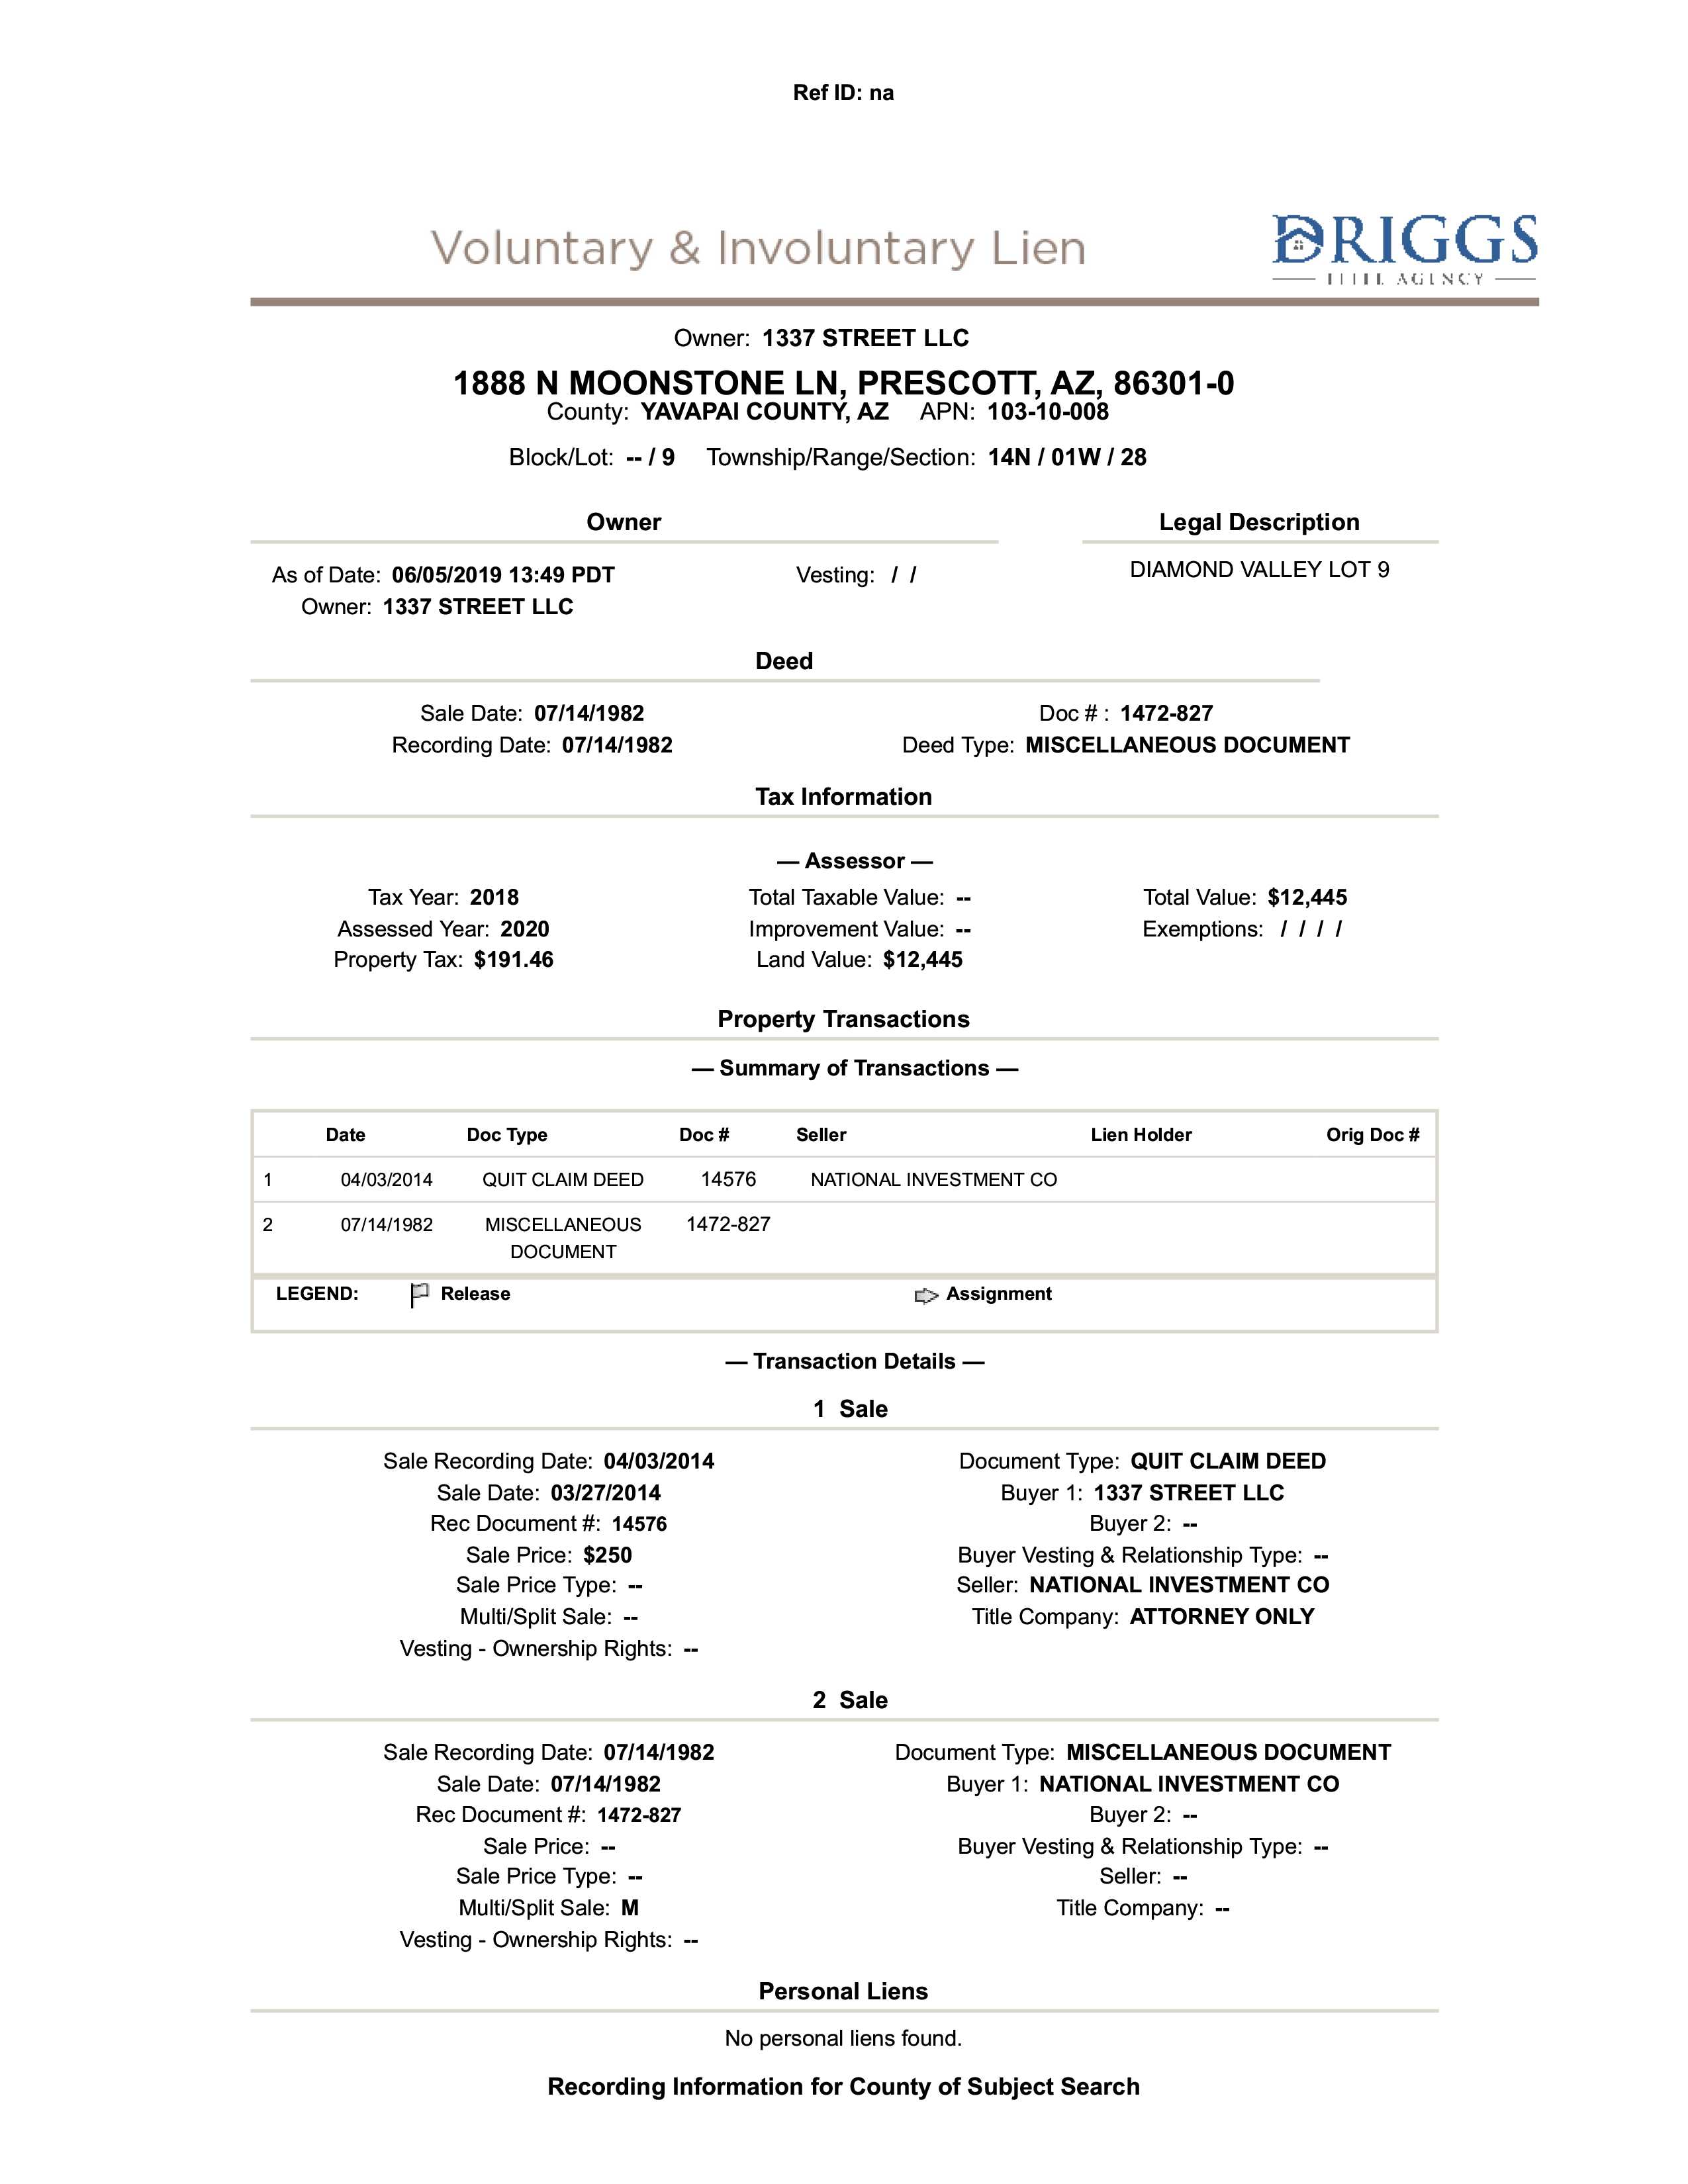 Ref ID: na
Voluntary & Involuntary Lien
DRIGGS
TITLE AGENCY
Owner: 1337 STREET LLC
1888 N MOONSTONE LN, PRESCOTT, AZ, 86301-0
County: YAVAPAI COUNTY, AZ APN: 103-10-008
Block/Lot: -- / 9 Township/Range/Section: 14N / 01W / 28
Owner Legal Description
As of Date: 06/05/2019 13:49 PDT Vesting: / / DIAMOND VALLEY LOT 9
Owner: 1337 STREET LLC
Deed
Sale Date: 07/14/1982 Doc # : 1472-827
Recording Date: 07/14/1982 Deed Type: MISCELLANEOUS DOCUMENT
Tax Information
— Assessor —
Tax Year: 2018 Total Taxable Value: -- Total Value: $12,445
Assessed Year: 2020 Improvement Value: -- Exemptions: / / / /
Property Tax: $191.46 Land Value: $12,445
Property Transactions
— Summary of Transactions —
Date Doc Type Doc # Seller Lien Holder Orig Doc #
1 04/03/2014 QUIT CLAIM DEED 14576 NATIONAL INVESTMENT CO
2 07/14/1982 MISCELLANEOUS 1472-827
DOCUMENT
LEGEND: Release Assignment
— Transaction Details —
1 Sale
Sale Recording Date: 04/03/2014 Document Type: QUIT CLAIM DEED
Sale Date: 03/27/2014 Buyer 1: 1337 STREET LLC
Rec Document #: 14576 Buyer 2: --
Sale Price: $250 Buyer Vesting & Relationship Type: --
Sale Price Type: -- Seller: NATIONAL INVESTMENT CO
Multi/Split Sale: -- Title Company: ATTORNEY ONLY
Vesting - Ownership Rights: --
2 Sale
Sale Recording Date: 07/14/1982 Document Type: MISCELLANEOUS DOCUMENT
Sale Date: 07/14/1982 Buyer 1: NATIONAL INVESTMENT CO
Rec Document #: 1472-827 Buyer 2: --
Sale Price: -- Buyer Vesting & Relationship Type: --
Sale Price Type: -- Seller: --
Multi/Split Sale: M Title Company: --
Vesting - Ownership Rights: --
Personal Liens
No personal liens found.
Recording Information for County of Subject Search